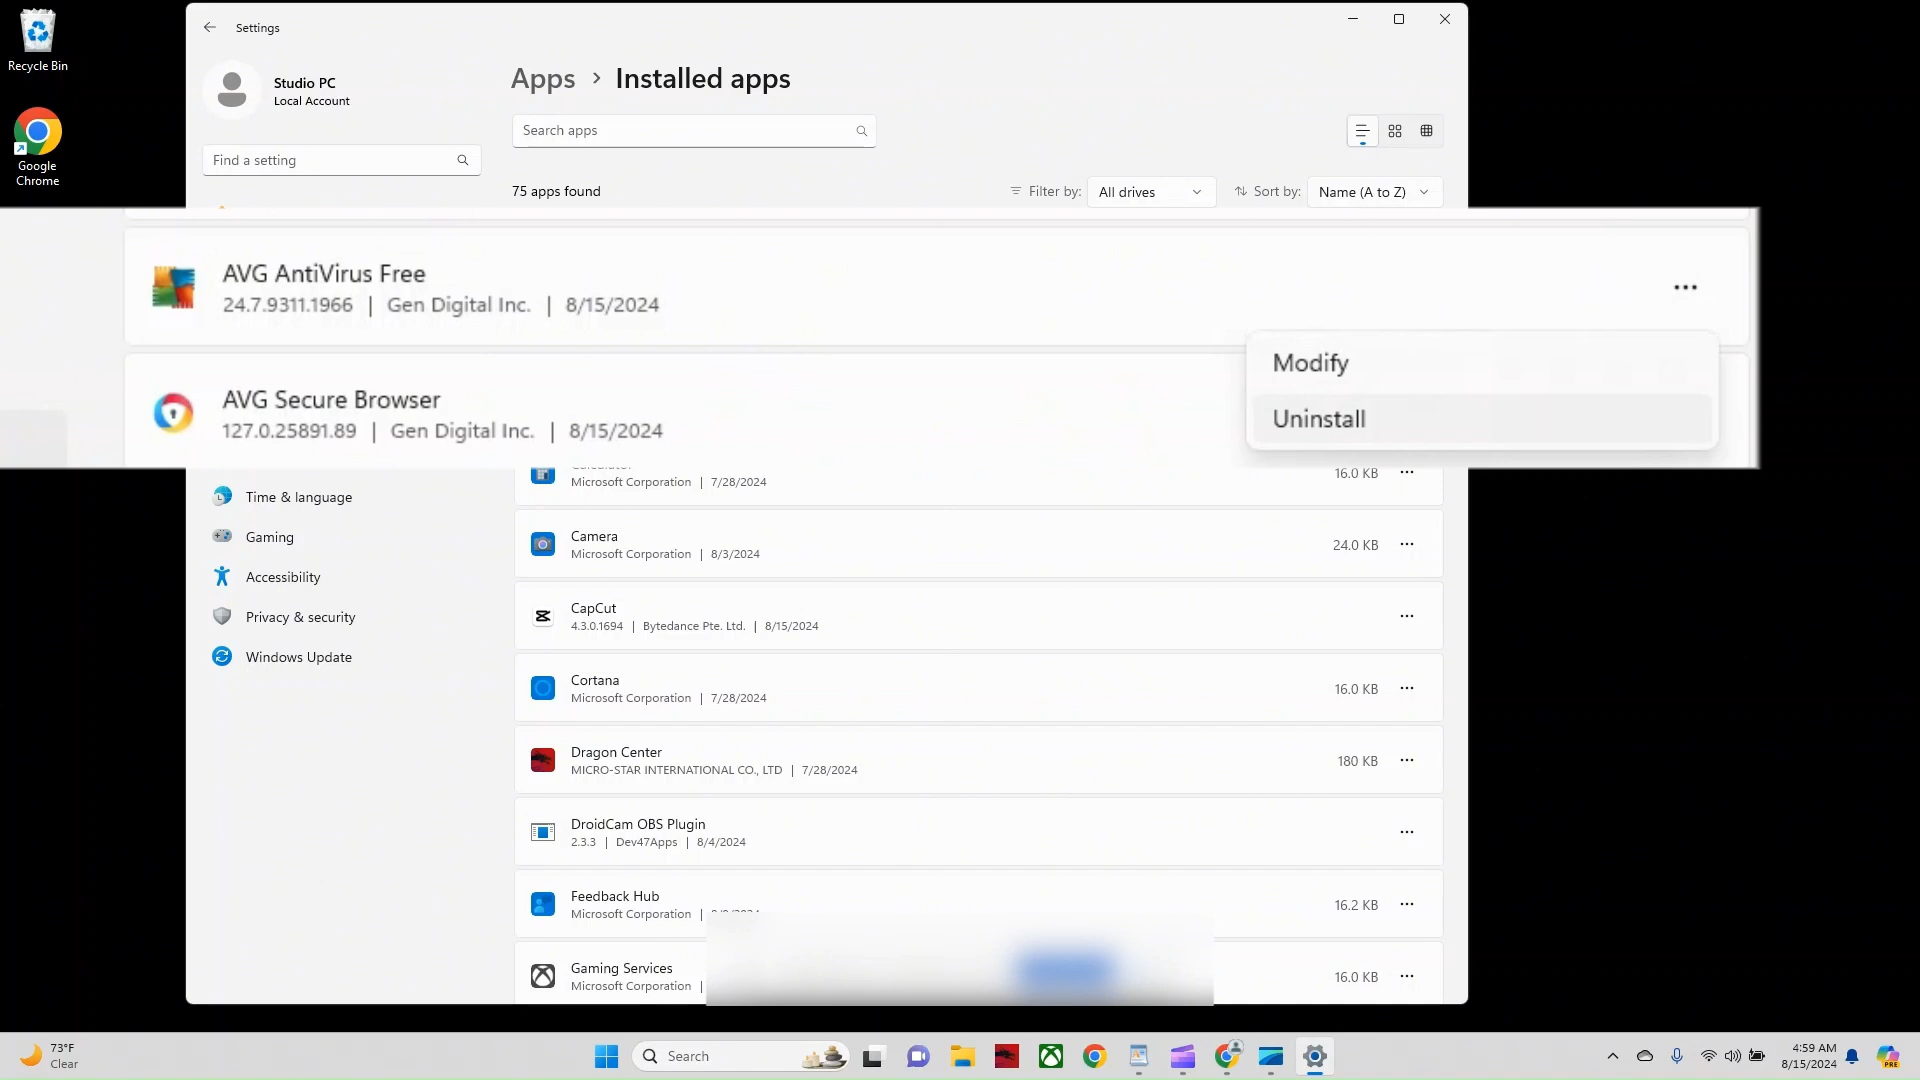 Recycle Bin
Google
Chrome
Settings
Studio PC
Local Account
Find a setting
Apps > Installed apps
Search apps
75 apps found
Filter by:
All drives
Sort by:
Name (A to Z)
AVG AntiVirus Free
24.7.9311.1966 | Gen Digital Inc. | 8/15/2024
AVG Secure Browser
127.0.25891.89 | Gen Digital Inc. | 8/15/2024
Modify
Uninstall
Time & language
Gaming
Accessibility
Privacy & security
Windows Update
Microsoft Corporation | 7/28/2024
16.0 KB
Camera
Microsoft Corporation | 8/3/2024
24.0 KB
CapCut
4.3.0.1694 | Bytedance Pte. Ltd. | 8/15/2024
Cortana
Microsoft Corporation | 7/28/2024
16.0 KB
Dragon Center
MICRO-STAR INTERNATIONAL CO., LTD | 7/28/2024
180 KB
DroidCam OBS Plugin
2.3.3 | Dev47Apps | 8/4/2024
Feedback Hub
Microsoft Corporation |
16.2 KB
Gaming Services
Microsoft Corporation |
16.0 KB
73°F
Clear
Search
4:59 AM
8/15/2024
PRE